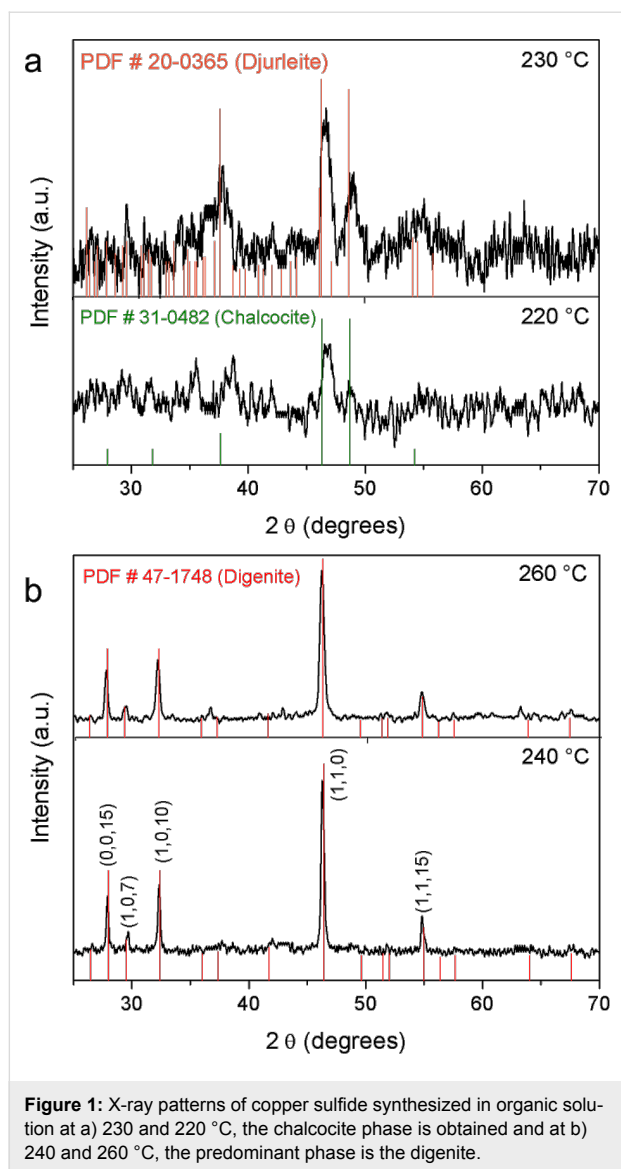 a
PDF # 20-0365 (Djurleite)
230 °C
Intensity (a.u.)
PDF # 31-0482 (Chalcocite)
220 °C
30 40 50 60 70
2 θ (degrees)
b
PDF # 47-1748 (Digenite)
260 °C
Intensity (a.u.)
240 °C
(0,0,15)
(1,0,7)
(1,0,10)
(1,1,0)
(1,1,15)
30 40 50 60 70
2 θ (degrees)
Figure 1: X-ray patterns of copper sulfide synthesized in organic solu-
tion at a) 230 and 220 °C, the chalcocite phase is obtained and at b)
240 and 260 °C, the predominant phase is the digenite.